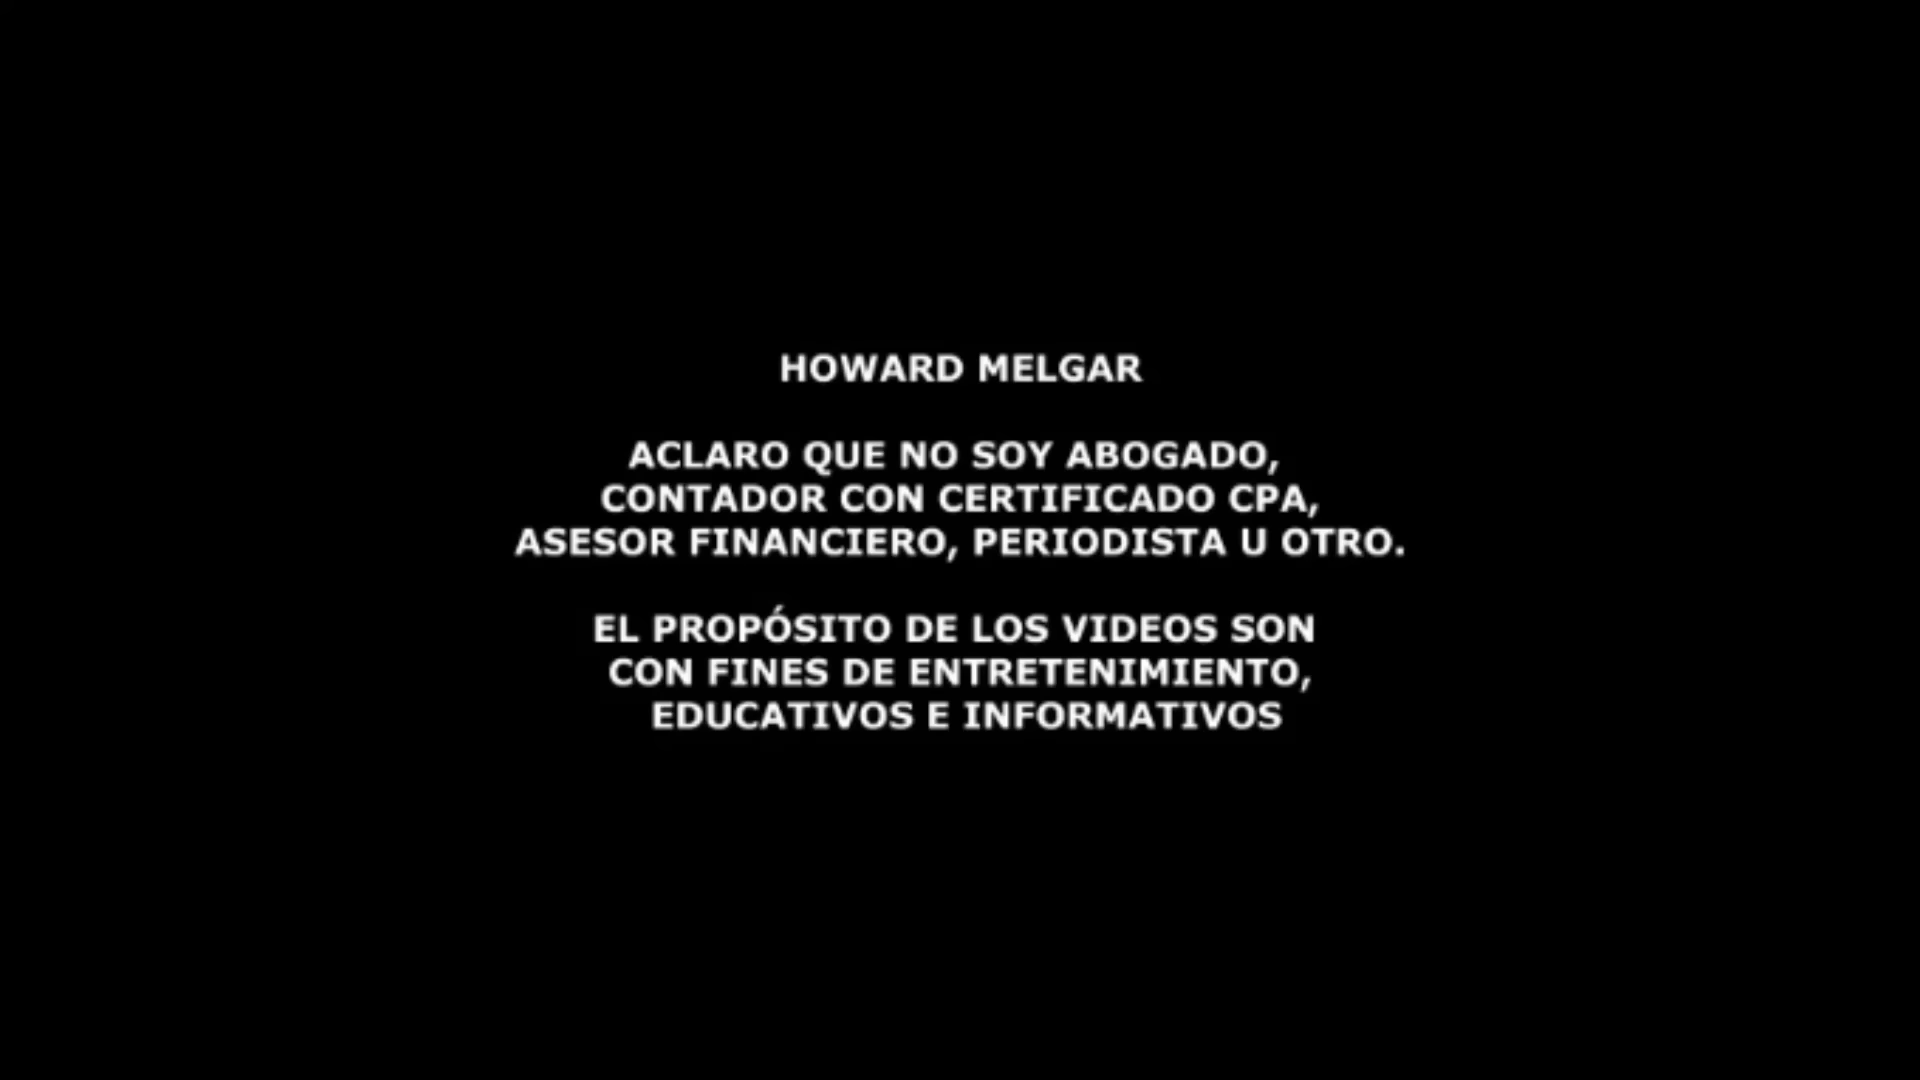 HOWARD MELGAR
ACLARO QUE NO SOY ABOGADO,
CONTADOR CON CERTIFICADO CPA,
ASESOR FINANCIERO, PERIODISTA U OTRO.
EL PROPÓSITO DE LOS VIDEOS SON
CON FINES DE ENTRETENIMIENTO,
EDUCATIVOS E INFORMATIVOS